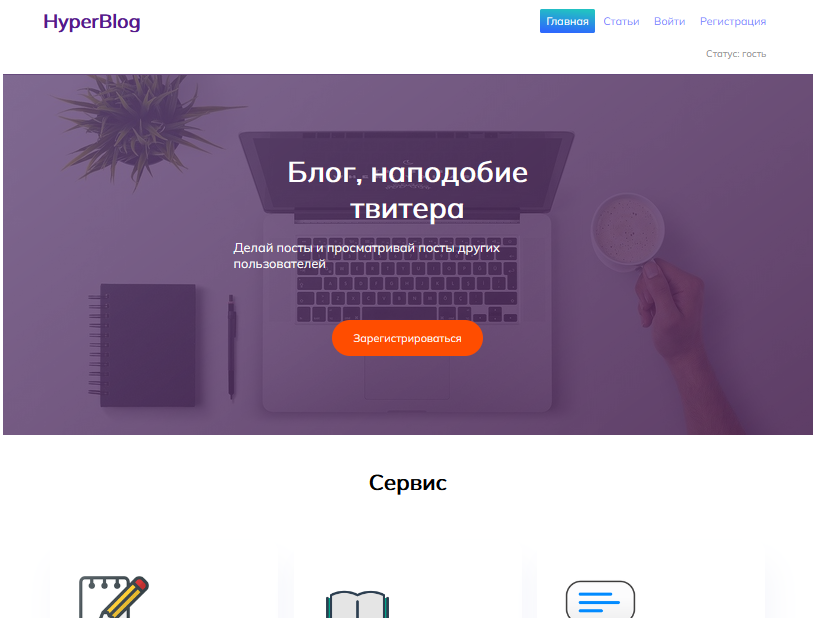 HyperBlog
Главная Статьи Войти Регистрация
Статус: гость
Блог, наподобие
твитера
Делай посты и просматривай посты других
пользователей
Зарегистрироваться
Сервис